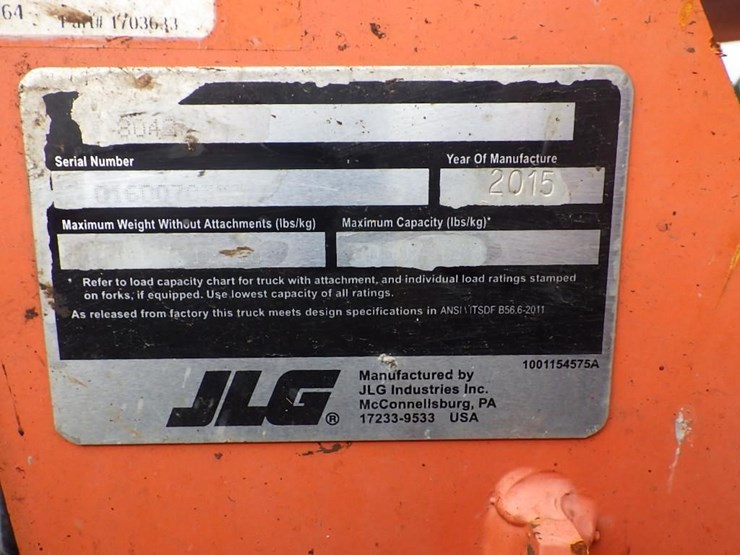 64 Part# 1703633
Serial Number
Year Of Manufacture
2015
Maximum Weight Without Attachments (lbs/kg)
Maximum Capacity (lbs/kg)*
* Refer to load capacity chart for truck with attachment, and individual load ratings stamped
on forks, if equipped. Use lowest capacity of all ratings.
As released from factory this truck meets design specifications in ANSI \ ITSDF B56.6-2011
1001154575A
JLG®
Manufactured by
JLG Industries Inc.
McConnellsburg, PA
17233-9533 USA